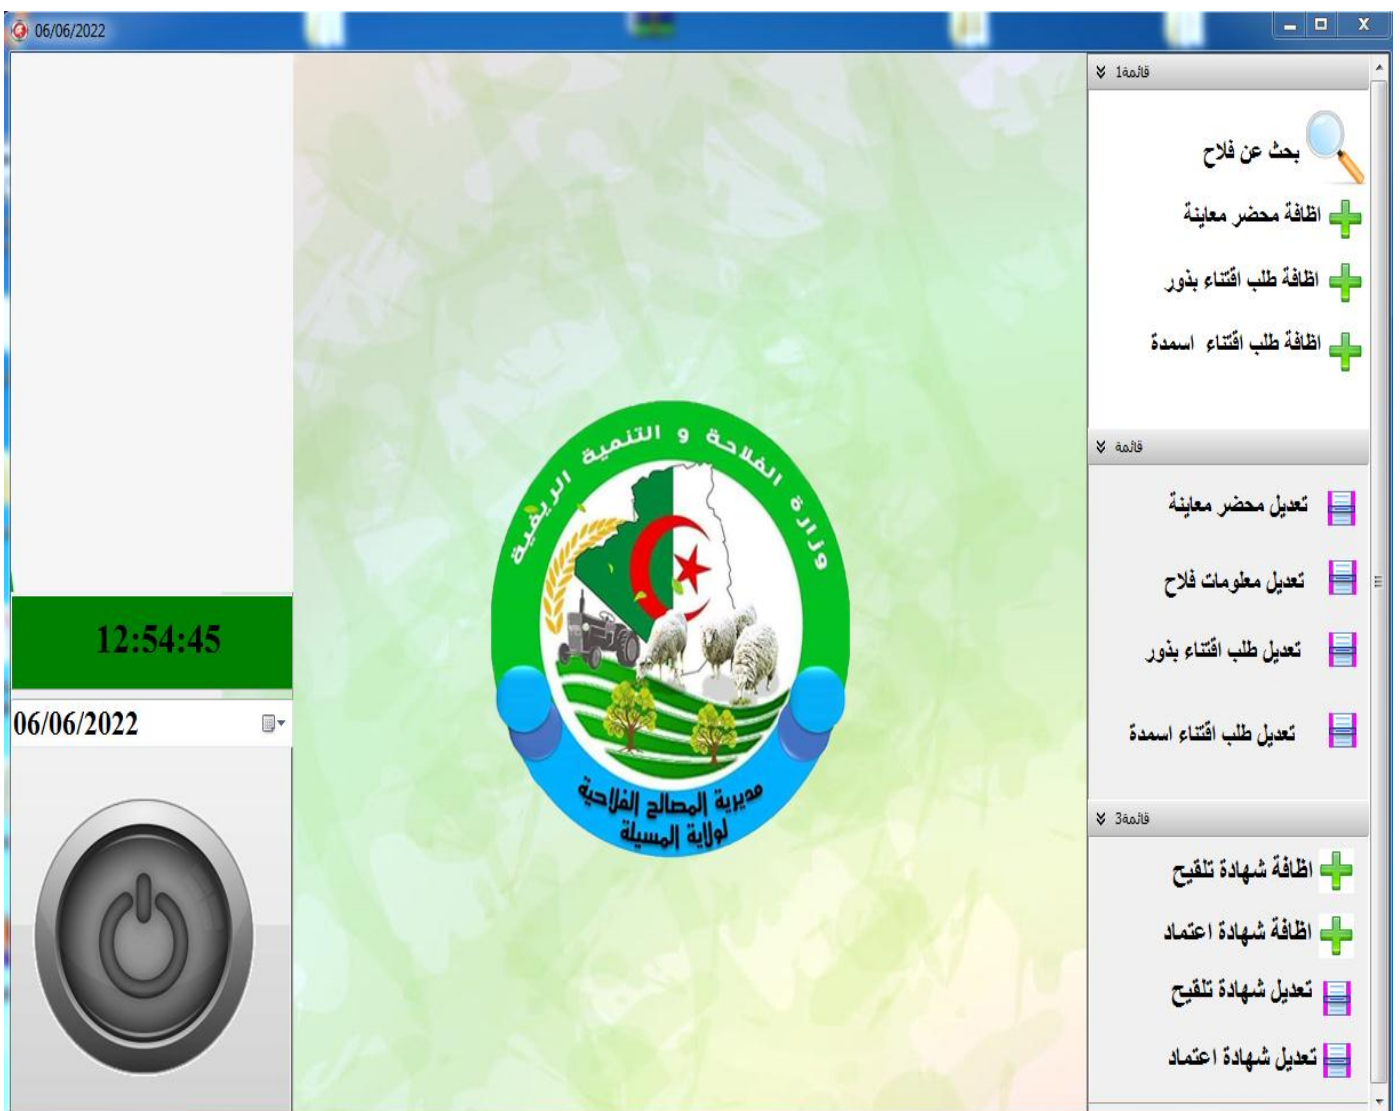 06/06/2022
قائمة1
بحث عن فلاح
اظافة محضر معاينة
اظافة طلب اقتناء بذور
اظافة طلب اقتناء اسمدة
قائمة
تعديل محضر معاينة
تعديل معلومات فلاح
تعديل طلب اقتناء بذور
تعديل طلب اقتناء اسمدة
قائمة3
اظافة شهادة تلقيح
اظافة شهادة اعتماد
تعديل شهادة تلقيح
تعديل شهادة اعتماد
وزارة الفلاحة و التنمية الريفية
مديرية المصالح الفلاحية
لولاية المسيلة
12:54:45
06/06/2022